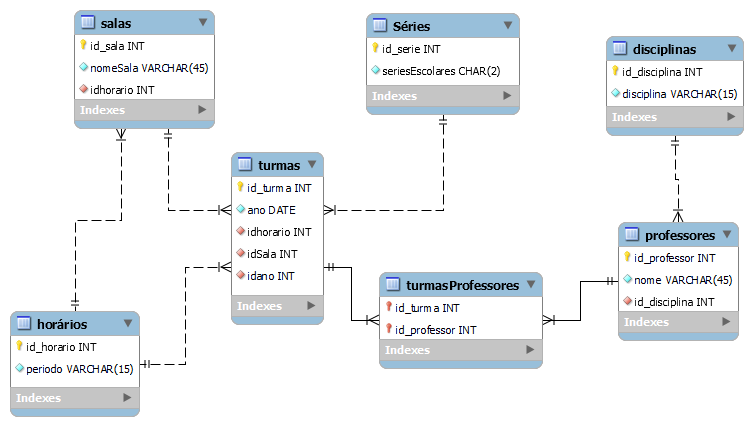 salas
id_sala INT
nomeSala VARCHAR(45)
idhorario INT
Indexes
Séries
id_serie INT
seriesEscolares CHAR(2)
Indexes
disciplinas
id_disciplina INT
disciplina VARCHAR(15)
Indexes
turmas
id_turma INT
ano DATE
idhorario INT
idSala INT
idano INT
Indexes
professores
id_professor INT
nome VARCHAR(45)
id_disciplina INT
Indexes
turmasProfessores
id_turma INT
id_professor INT
Indexes
horários
id_horario INT
periodo VARCHAR(15)
Indexes